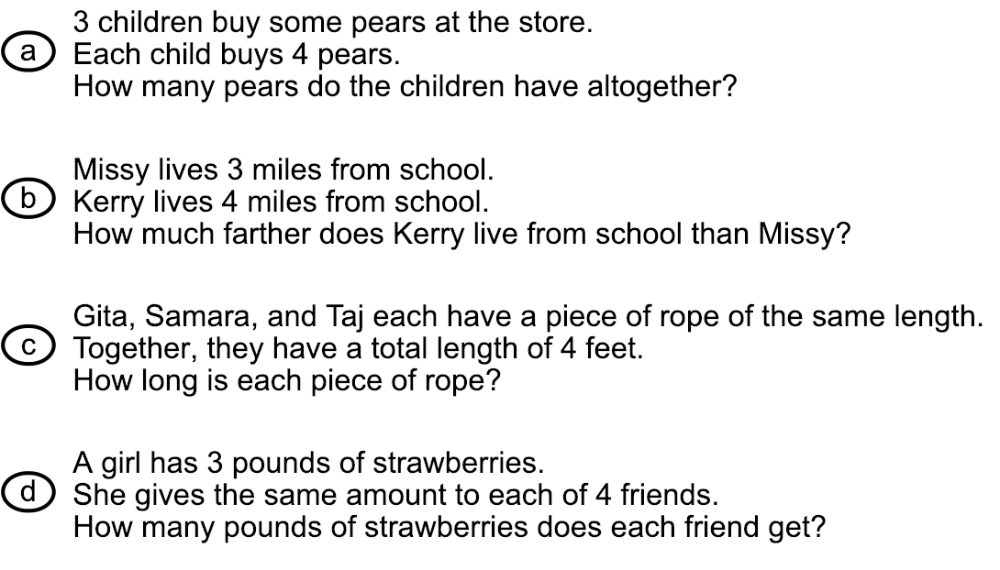 a
3 children buy some pears at the store.
Each child buys 4 pears.
How many pears do the children have altogether?
b
Missy lives 3 miles from school.
Kerry lives 4 miles from school.
How much farther does Kerry live from school than Missy?
c
Gita, Samara, and Taj each have a piece of rope of the same length.
Together, they have a total length of 4 feet.
How long is each piece of rope?
d
A girl has 3 pounds of strawberries.
She gives the same amount to each of 4 friends.
How many pounds of strawberries does each friend get?